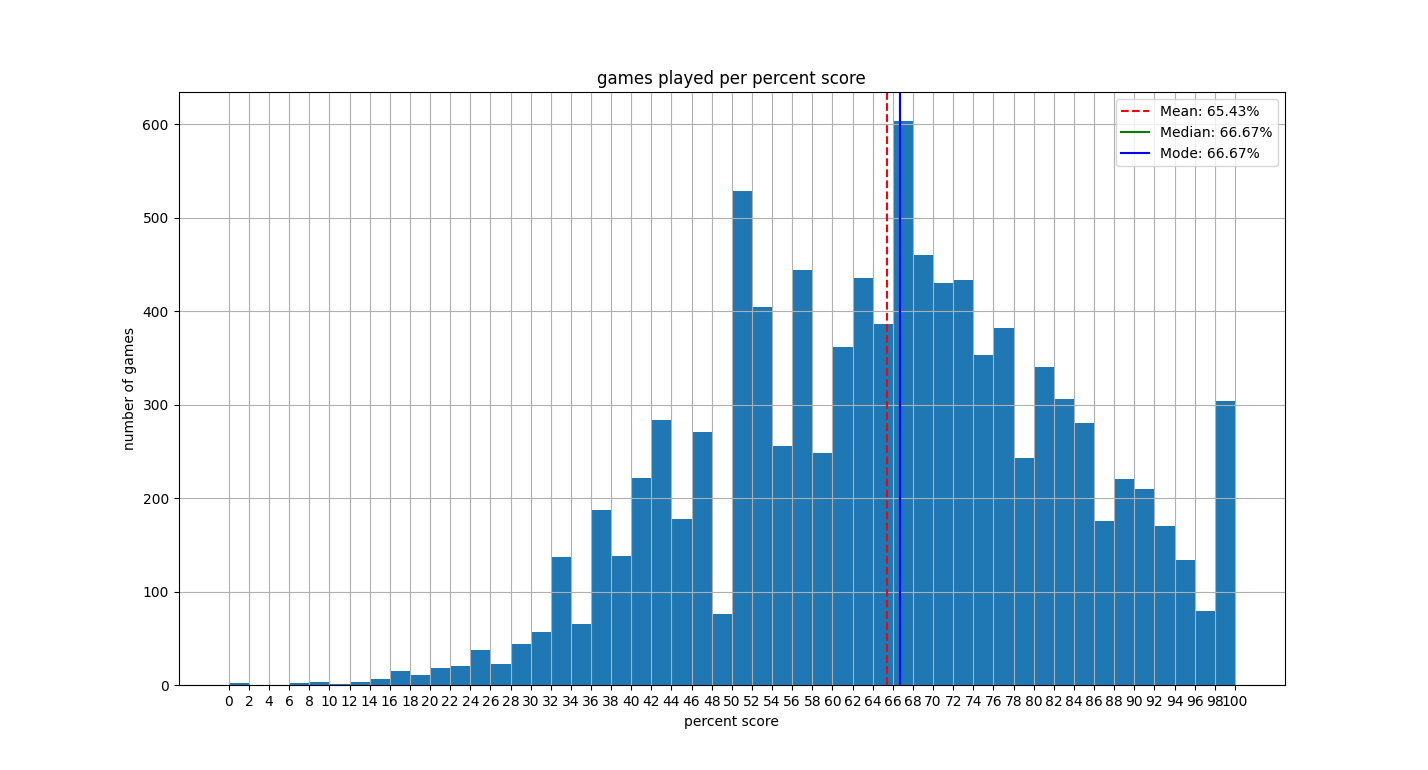 games played per percent score
Mean: 65.43%
Median: 66.67%
Mode: 66.67%
600
500
400
300
200
100
0
number of games
0 2 4 6 8 10 12 14 16 18 20 22 24 26 28 30 32 34 36 38 40 42 44 46 48 50 52 54 56 58 60 62 64 66 68 70 72 74 76 78 80 82 84 86 88 90 92 94 96 98 100
percent score